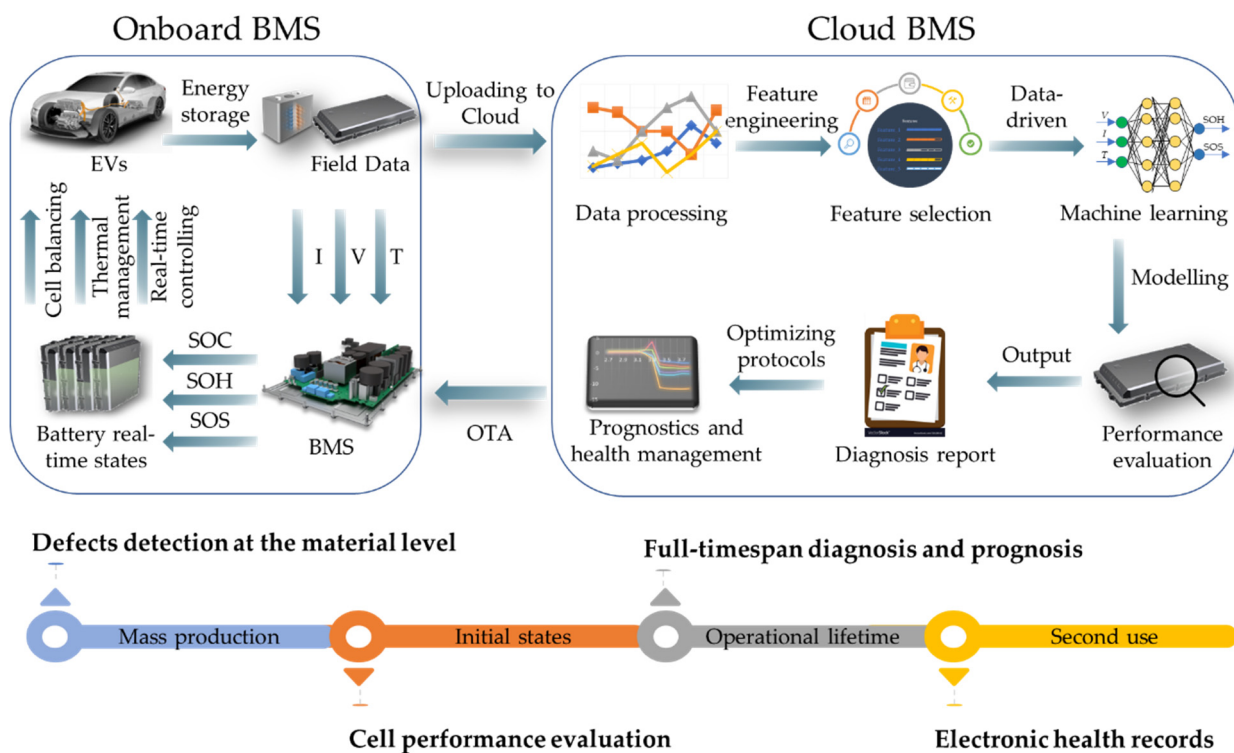 Onboard BMS
Cloud BMS
Energy
storage
EVs
Field Data
Uploading to
Cloud
Cell balancing
Thermal
management
Real-time
controlling
I
V
T
SOC
SOH
SOS
Battery real-
time states
BMS
OTA
Data processing
Feature
engineering
Feature selection
Data-
driven
V
I
T
SOH
SOS
Machine learning
Modelling
Performance
evaluation
Output
Diagnosis report
Optimizing
protocols
2.7
Prognostics and
health management
Defects detection at the material level
Full-timespan diagnosis and prognosis
Mass production
Initial states
Operational lifetime
Second use
Cell performance evaluation
Electronic health records